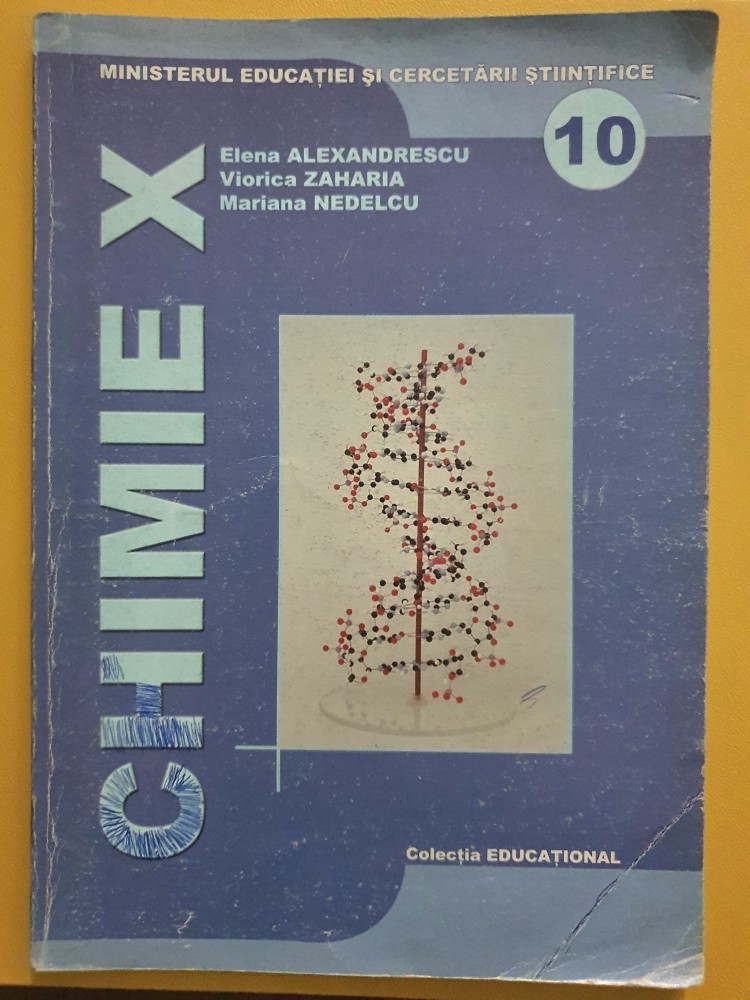 MINISTERUL EDUCAȚIEI ȘI CERCETĂRII ȘTIINȚIFICE
10
Elena ALEXANDRESCU
Viorica ZAHARIA
Mariana NEDELCU
CHIMIE X
Colecția EDUCAȚIONAL